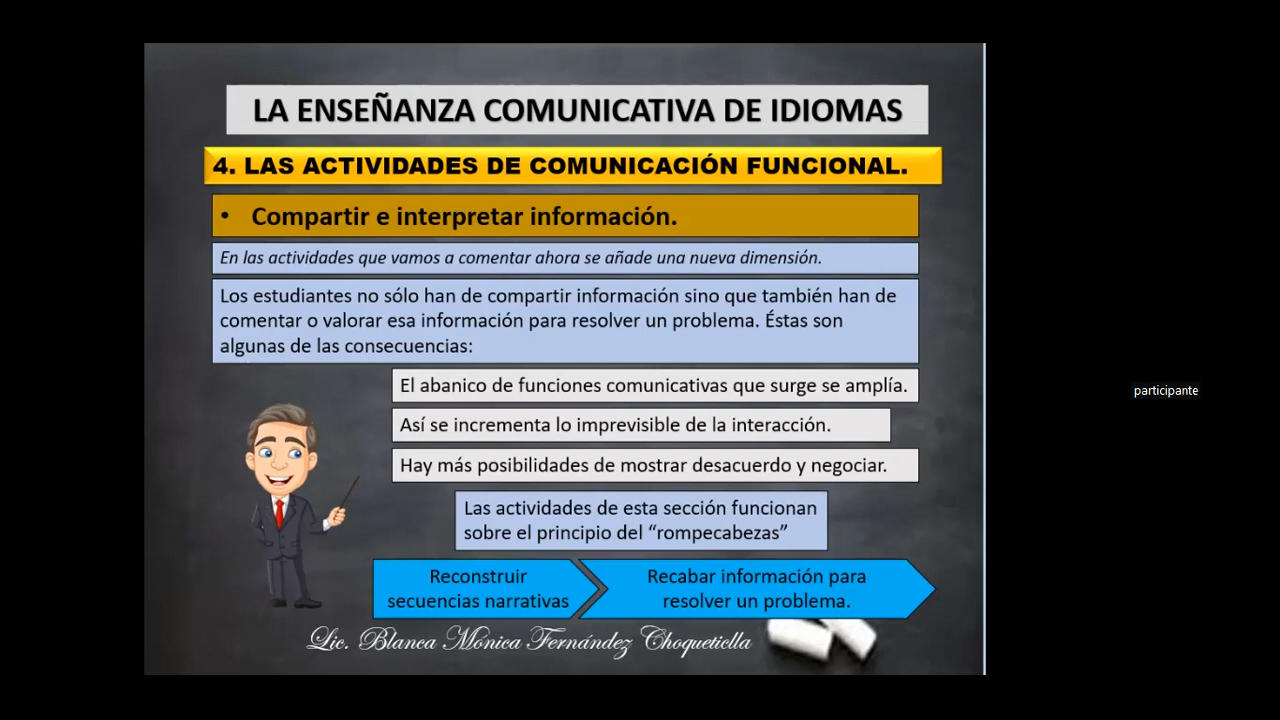 LA ENSEÑANZA COMUNICATIVA DE IDIOMAS
4. LAS ACTIVIDADES DE COMUNICACIÓN FUNCIONAL.
• Compartir e interpretar información.
En las actividades que vamos a comentar ahora se añade una nueva dimensión.
Los estudiantes no sólo han de compartir información sino que también han de
comentar o valorar esa información para resolver un problema. Éstas son
algunas de las consecuencias:
El abanico de funciones comunicativas que surge se amplía.
participante
Así se incrementa lo imprevisible de la interacción.
Hay más posibilidades de mostrar desacuerdo y negociar.
Las actividades de esta sección funcionan
sobre el principio del “rompecabezas”
Reconstruir
secuencias narrativas
Recabar información para
resolver un problema.
Lic. Blanca Mónica Fernández Choqueticlla